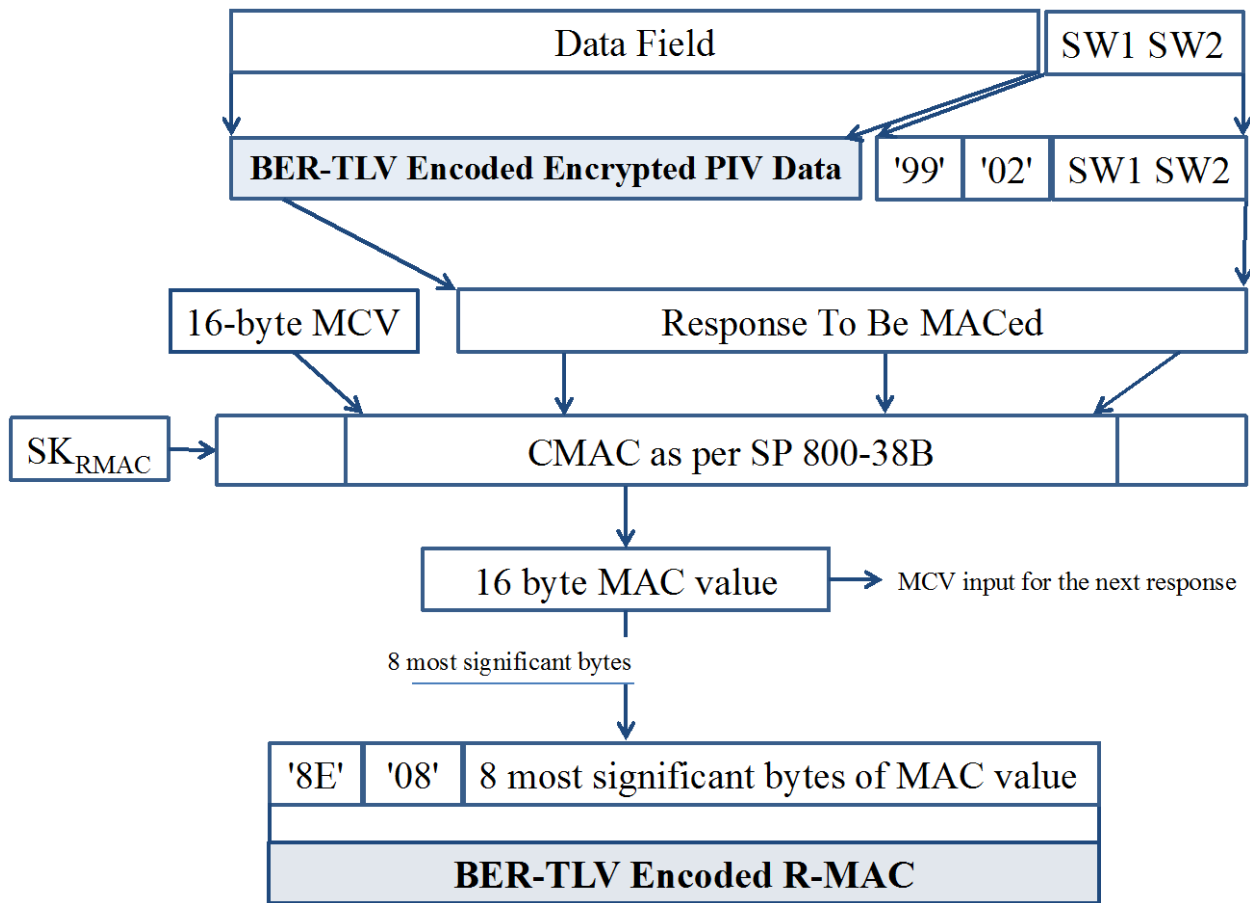 Data Field
SW1 SW2
BER-TLV Encoded Encrypted PIV Data
'99'
'02'
SW1 SW2
16-byte MCV
Response To Be MACed
SK_RMAC
CMAC as per SP 800-38B
16 byte MAC value
MCV input for the next response
8 most significant bytes
'8E'
'08'
8 most significant bytes of MAC value
BER-TLV Encoded R-MAC